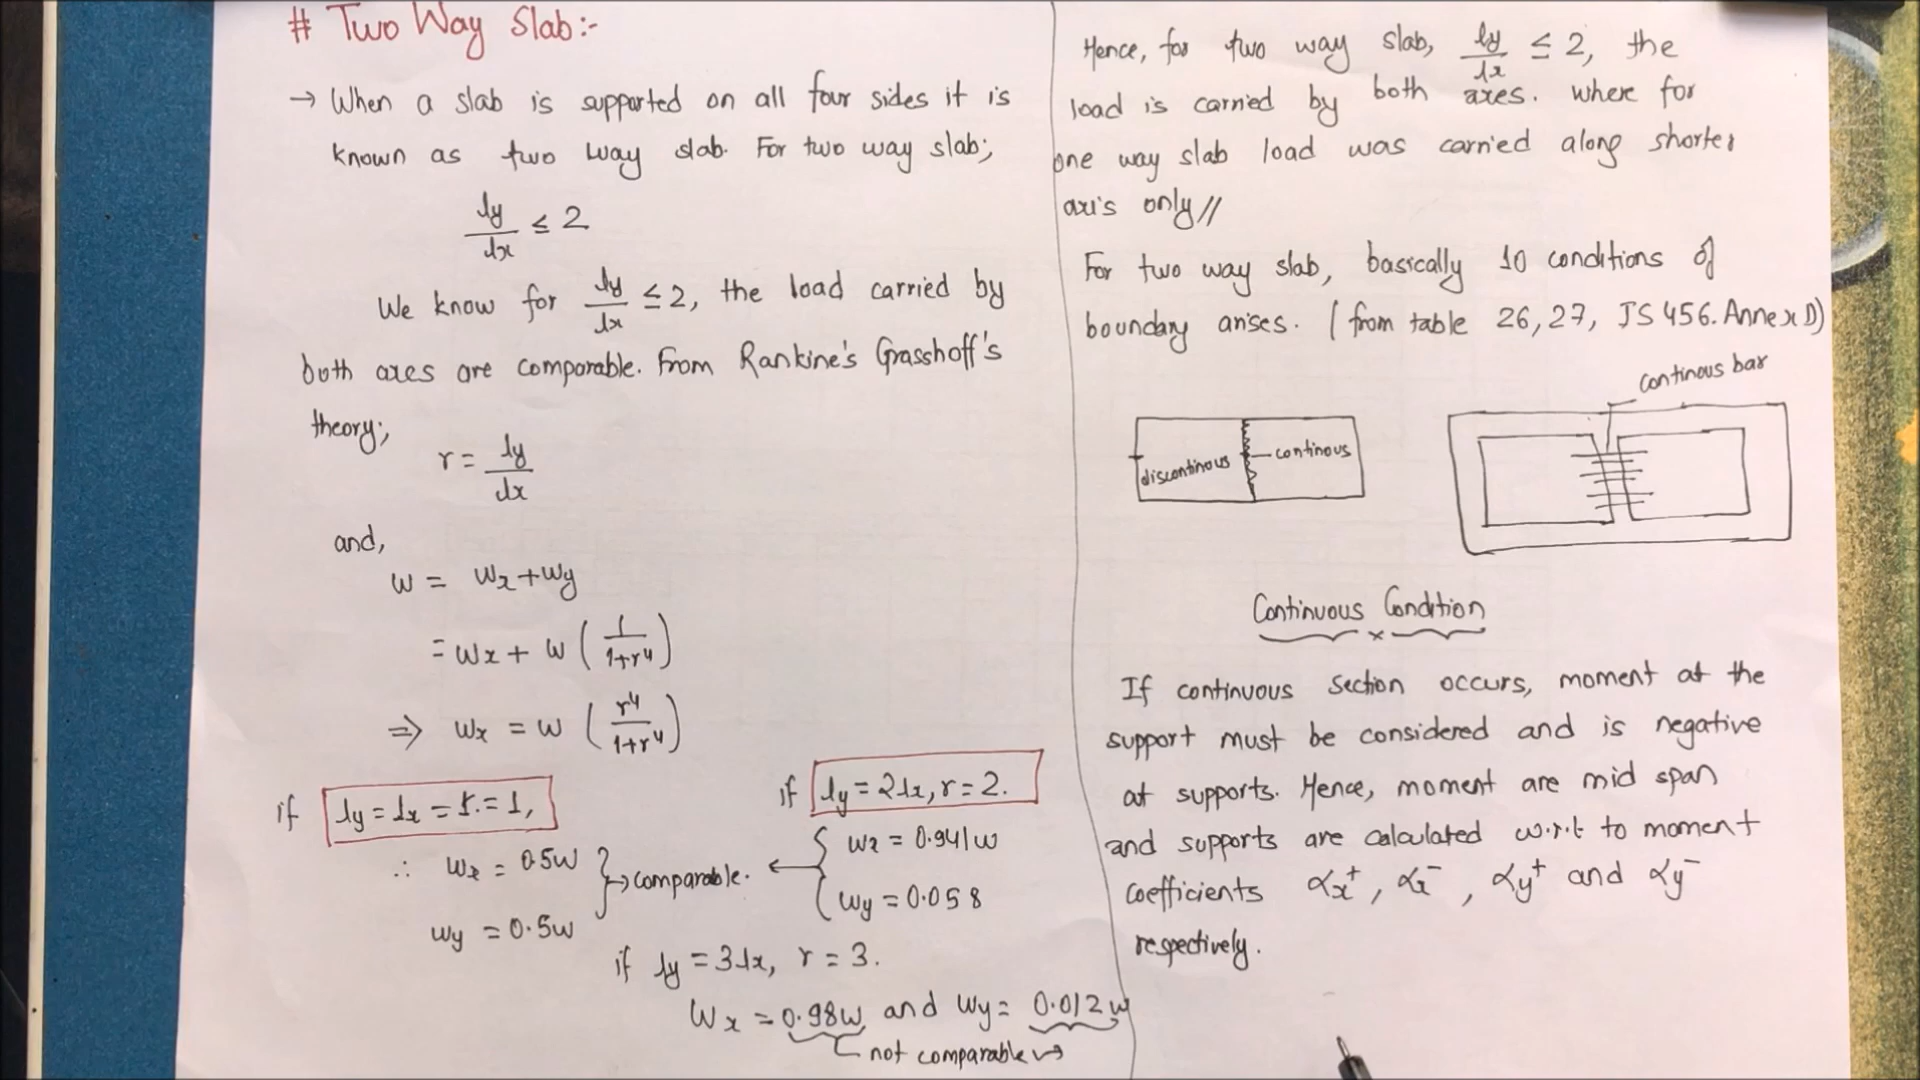 # Two Way Slab:-
→ When a slab is supported on all four sides it is
known as two way slab. For two way slab;
ly/lx ≤ 2
We know for ly/lx ≤ 2, the load carried by
both axes are comparable. From Rankine's Grasshoff's
theory;
r = ly/lx
and,
w = wx + wy
= wx + w (1/(1+r⁴))
⇒ wx = w (r⁴/(1+r⁴))
if ly = lx = r = 1,
∴ wx = 0.5w
wy = 0.5w
→ comparable.
if ly = 2lx, r = 2.
wx = 0.941w
wy = 0.058
if ly = 3lx, r = 3.
Wx = 0.98w and wy = 0.012w
not comparable
Hence, for two way slab, ly/lx ≤ 2, the
load is carried by both axes. where for
one way slab load was carried along shorter
axis only//
For two way slab, basically 10 conditions of
boundary arises. (from table 26, 27, IS 456. Annex D)
discontinous
continous
continous bar
Continuous Condition
If continuous section occurs, moment at the
support must be considered and is negative
at supports. Hence, moment are mid span
and supports are calculated w.r.t to moment
coefficients αx⁺, αx⁻, αy⁺ and αy⁻
respectively.